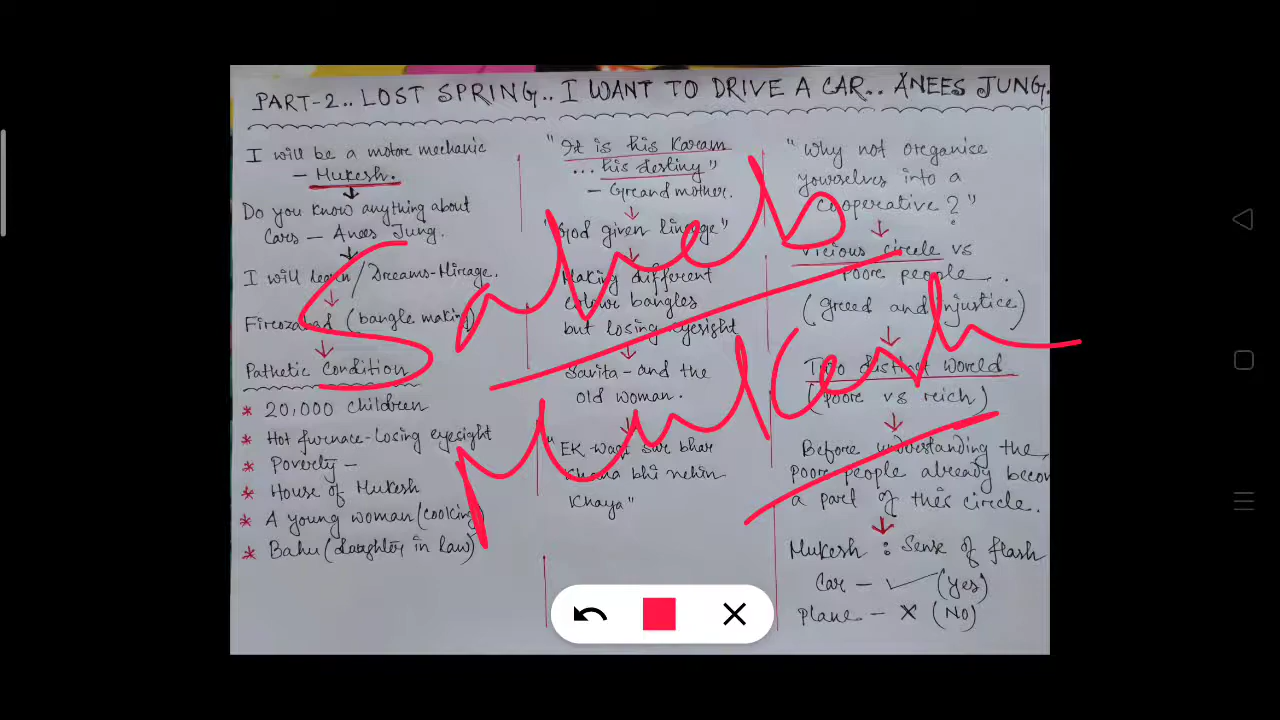 PART-2.. LOST SPRING.. I WANT TO DRIVE A CAR.. ANEES JUNG.
I will be a motor mechanic
- Mukesh.
Do you know anything about
Cars - Anees Jung.
I will learn / Dreams-Mirage.
Firozabad (bangle making)
Pathetic Condition
* 20,000 children
* Hot furnace-Losing eyesight
* Poverty -
* House of Mukesh
* A young woman (cooking)
* Bahu (daughter in law)
"It is his Karam
... his destiny"
- Grand mother.
"God given lineage"
Making different
colour bangles
but losing eyesight
Savita - and the
old woman.
"EK waqt ser bhar
khana bhi nehin
khaya"
"Why not organise
yourselves into a
cooperative?"
Vicious circle vs
poor people.
(greed and injustice)
Two distinct world
(poor vs reich)
Before understanding the
poor people already becom
a part of this circle.
Mukesh : Sense of flash
Car - ✓ (yes)
Plane - X (NO)
Saheb
Mukesh